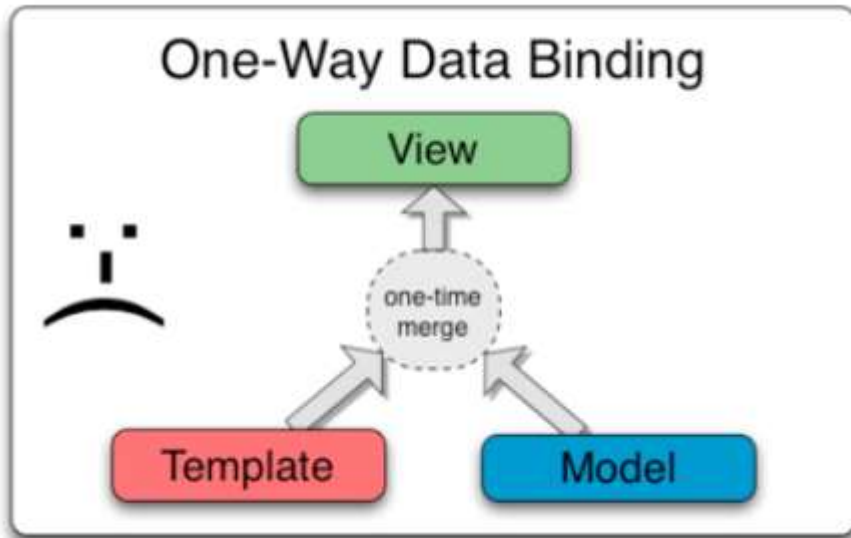 One-Way Data Binding
View
one-time
merge
Template
Model